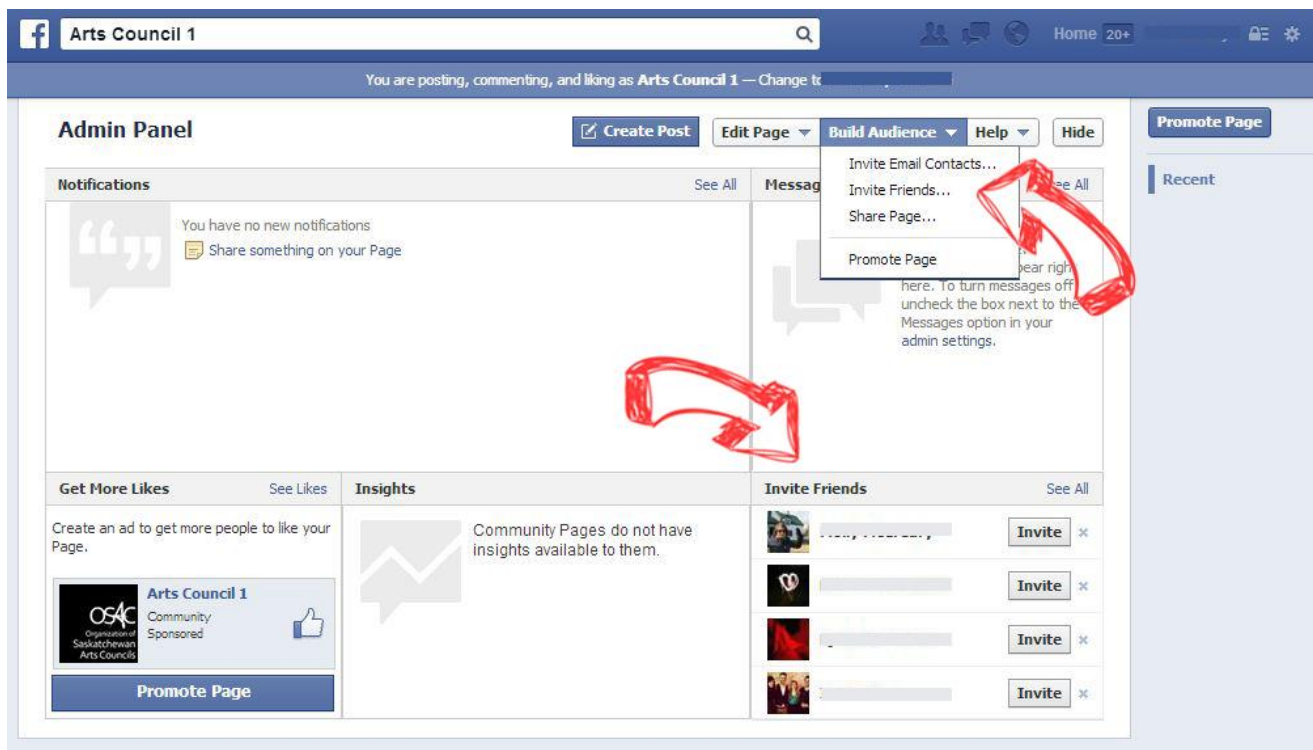 Arts Council 1
Home 20+
You are posting, commenting, and liking as Arts Council 1 — Change to
Admin Panel
Create Post
Edit Page
Build Audience
Help
Hide
Promote Page
Recent
Invite Email Contacts...
Invite Friends...
Share Page...
Promote Page
Notifications
See All
You have no new notifications
Share something on your Page
See All
here. To turn messages off
uncheck the box next to the
Messages option in your
admin settings.
Get More Likes
See Likes
Create an ad to get more people to like your
Page.
Arts Council 1
Community
Sponsored
OSAC
Organization of
Saskatchewan
Arts Councils
Promote Page
Insights
Community Pages do not have
insights available to them.
Invite Friends
See All
Invite
Invite
Invite
Invite